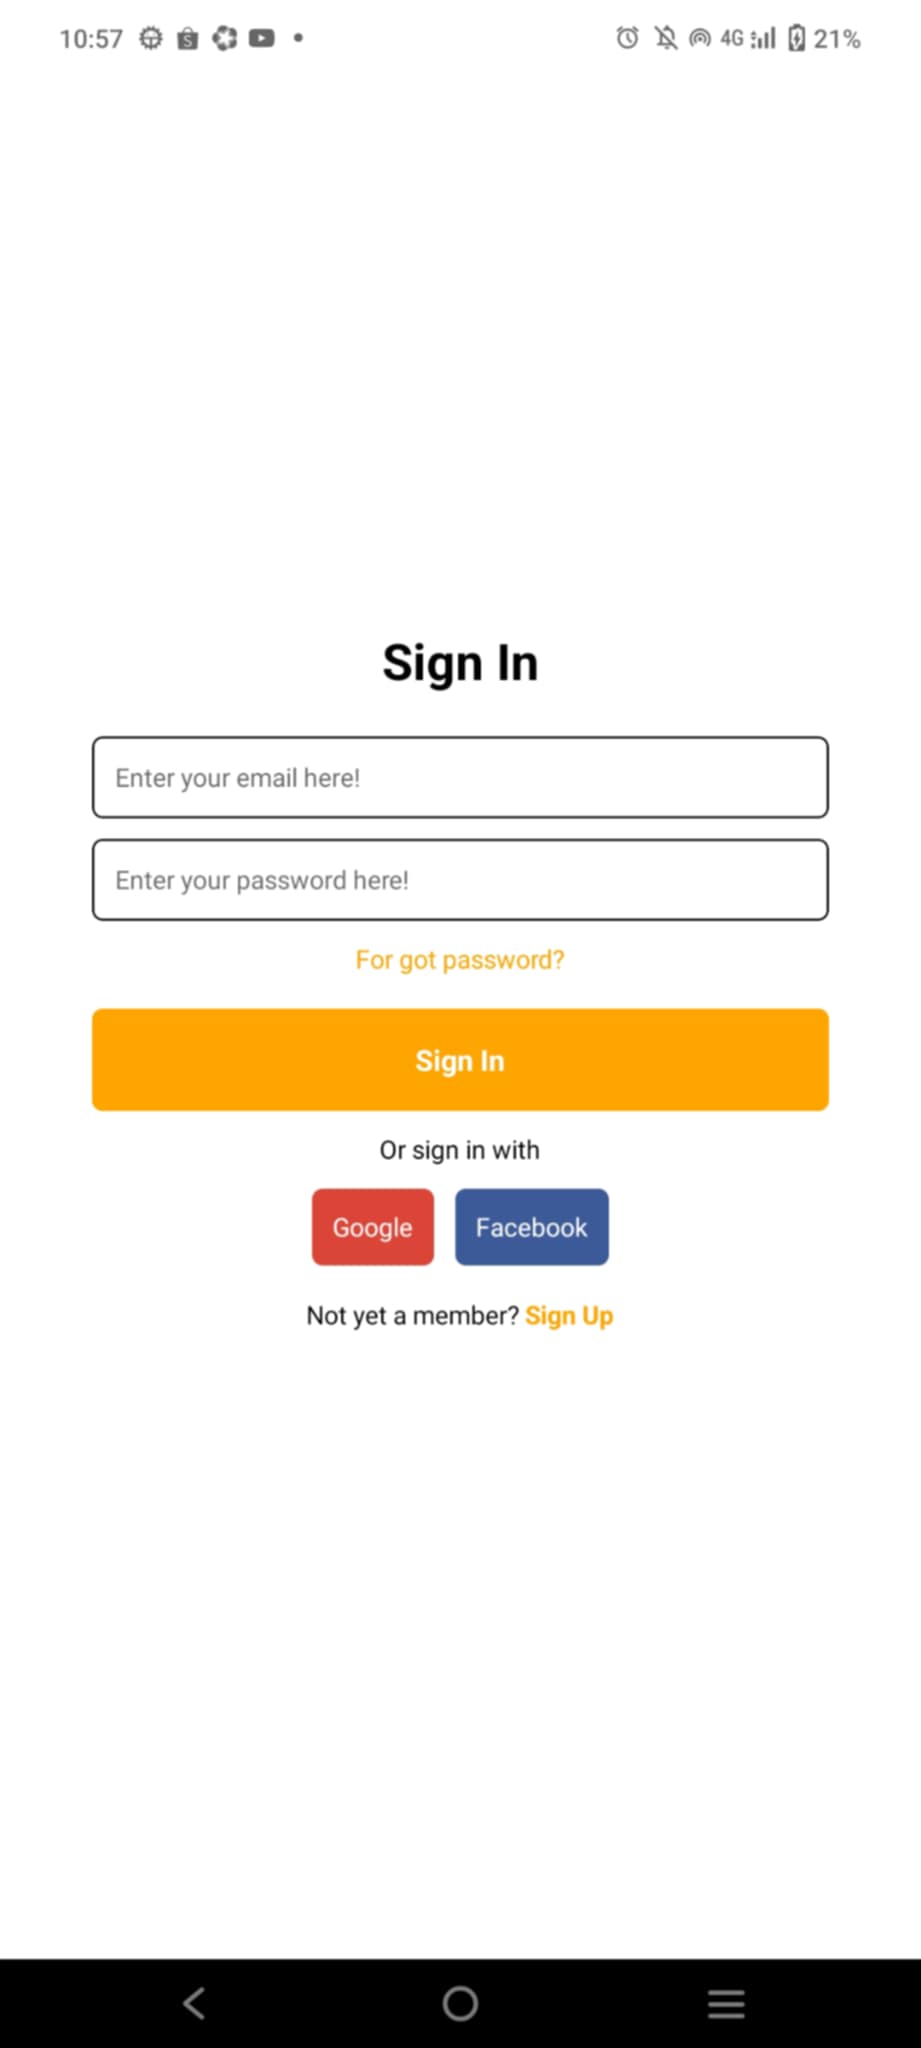 10:57 4G 21%
Sign In
Enter your email here!
Enter your password here!
For got password?
Sign In
Or sign in with
Google Facebook
Not yet a member? Sign Up